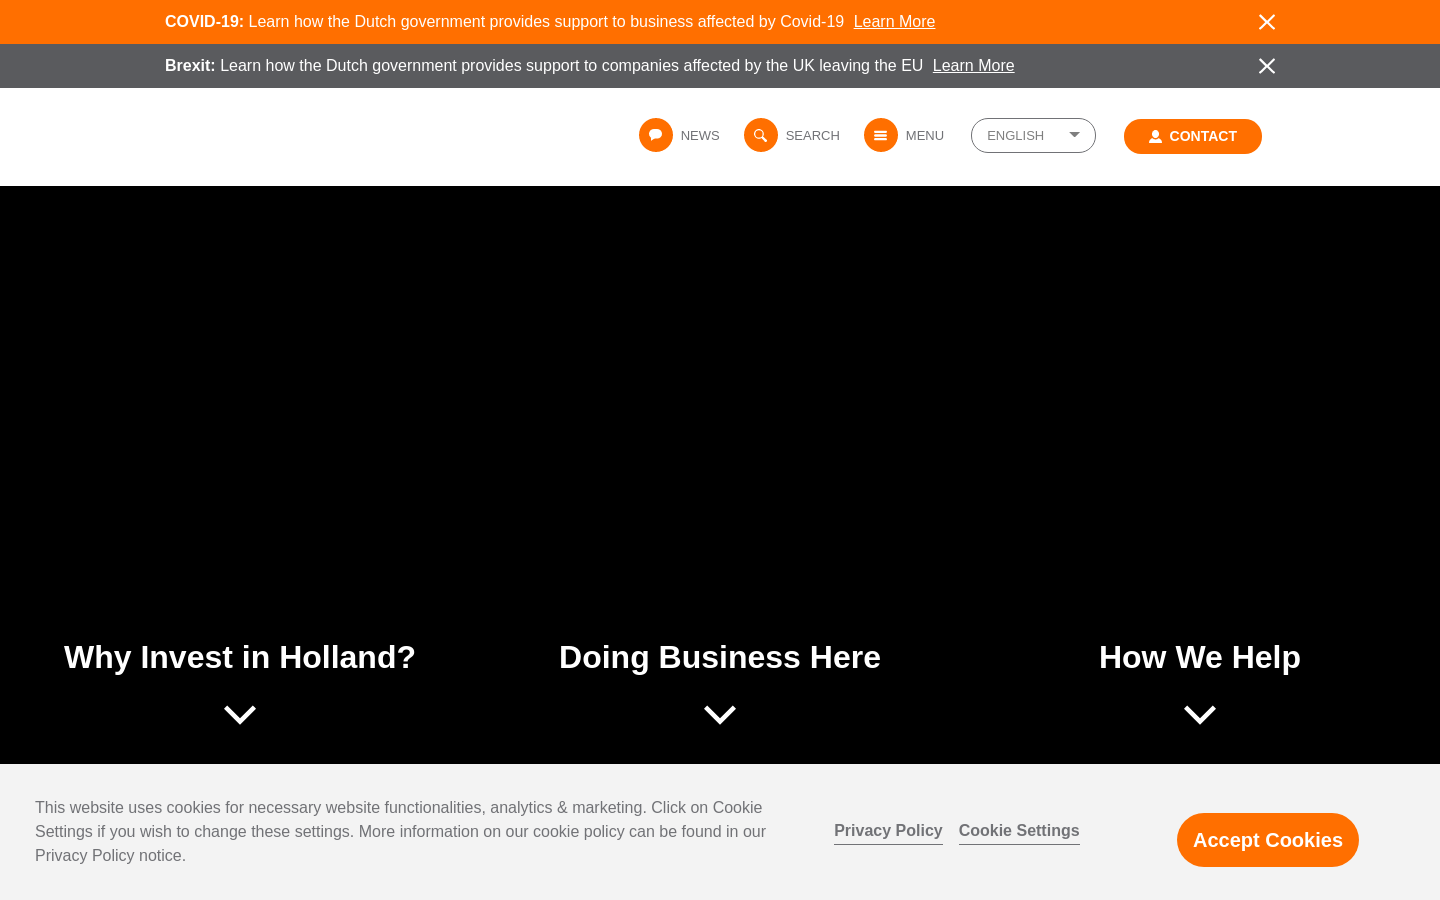 COVID-19: Learn how the Dutch government provides support to business affected by Covid-19 Learn More
Brexit: Learn how the Dutch government provides support to companies affected by the UK leaving the EU Learn More
NEWS SEARCH MENU ENGLISH CONTACT
Why Invest in Holland? Doing Business Here How We Help
This website uses cookies for necessary website functionalities, analytics & marketing. Click on Cookie
Settings if you wish to change these settings. More information on our cookie policy can be found in our
Privacy Policy notice.
Privacy Policy Cookie Settings
Accept Cookies